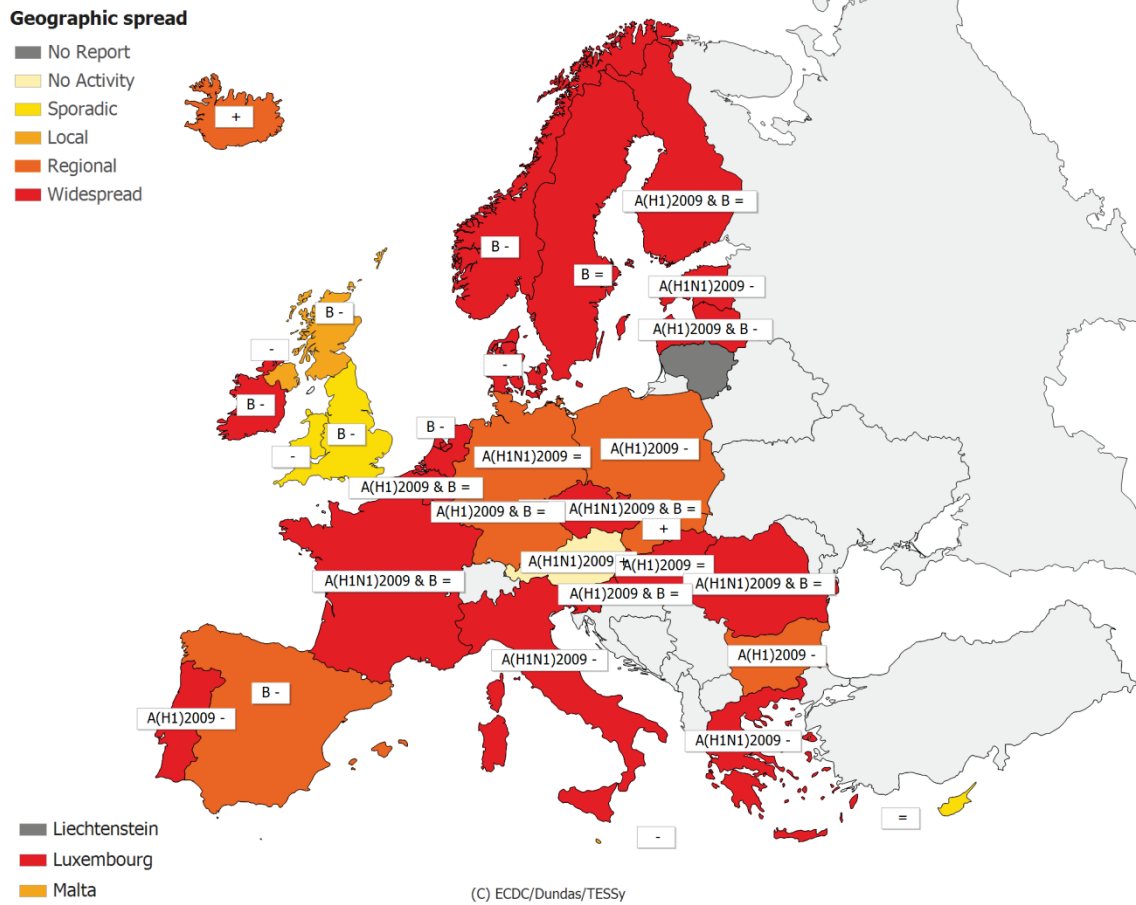 Geographic spread
No Report
No Activity
Sporadic
Local
Regional
Widespread
+
A(H1)2009 & B =
B -
B =
A(H1N1)2009 -
A(H1)2009 & B -
B -
-
-
B -
B -
B -
-
A(H1N1)2009 =
A(H1)2009 -
A(H1)2009 & B =
A(H1)2009 & B =
A(H1N1)2009 & B =
+
A(H1N1)2009 +
A(H1)2009 =
A(H1N1)2009 & B =
A(H1N1)2009 & B =
A(H1)2009 & B =
A(H1N1)2009 -
A(H1)2009 -
B -
A(H1)2009 -
A(H1N1)2009 -
=
-
Liechtenstein
Luxembourg
Malta
(C) ECDC/Dundas/TESSy